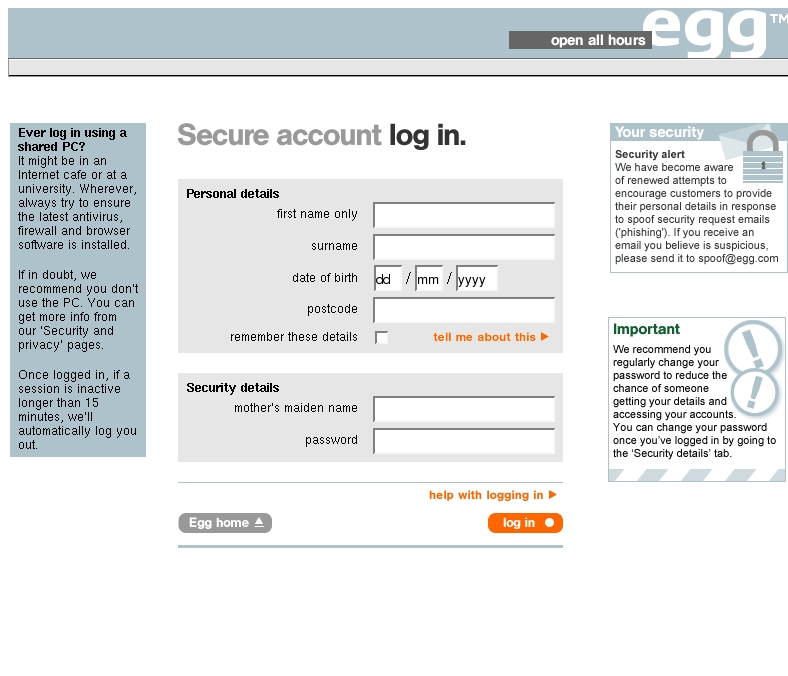 egg™
open all hours
Ever log in using a
shared PC?
It might be in an
Internet cafe or at a
university. Wherever,
always try to ensure
the latest antivirus,
firewall and browser
software is installed.
If in doubt, we
recommend you don't
use the PC. You can
get more info from
our 'Security and
privacy' pages.
Once logged in, if a
session is inactive
longer than 15
minutes, we'll
automatically log you
out.
Secure account log in.
Personal details
first name only
surname
date of birth dd / mm / yyyy
postcode
remember these details tell me about this
Security details
mother's maiden name
password
help with logging in
Egg home log in
Your security
Security alert
We have become aware
of renewed attempts to
encourage customers to provide
their personal details in response
to spoof security request emails
('phishing'). If you receive an
email you believe is suspicious,
please send it to spoof@egg.com
Important
We recommend you
regularly change your
password to reduce the
chance of someone
getting your details and
accessing your accounts.
You can change your password
once you've logged in by going to
the 'Security details' tab.